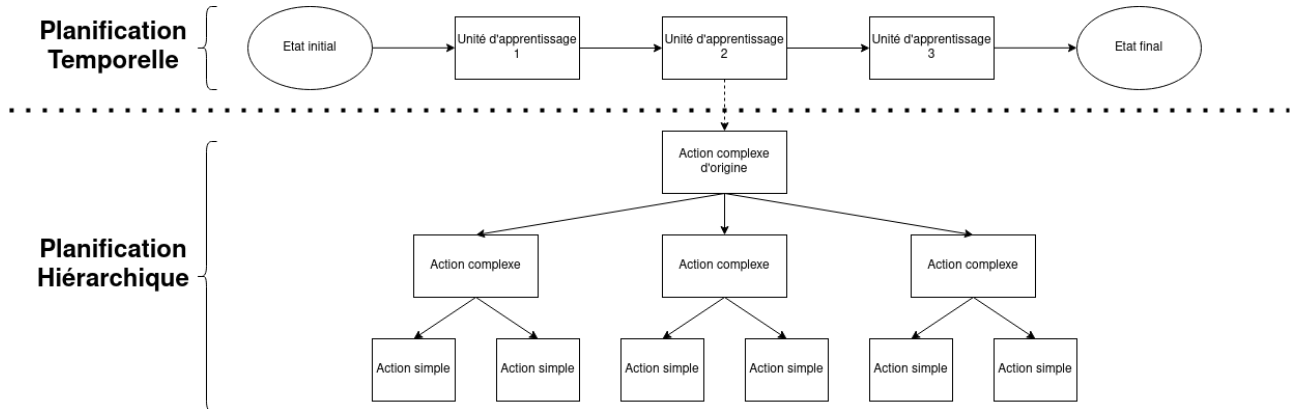 Planification
Temporelle
Etat initial
Unité d'apprentissage
1
Unité d'apprentissage
2
Unité d'apprentissage
3
Etat final
Planification
Hiérarchique
Action complexe
d'origine
Action complexe
Action complexe
Action complexe
Action simple
Action simple
Action simple
Action simple
Action simple
Action simple